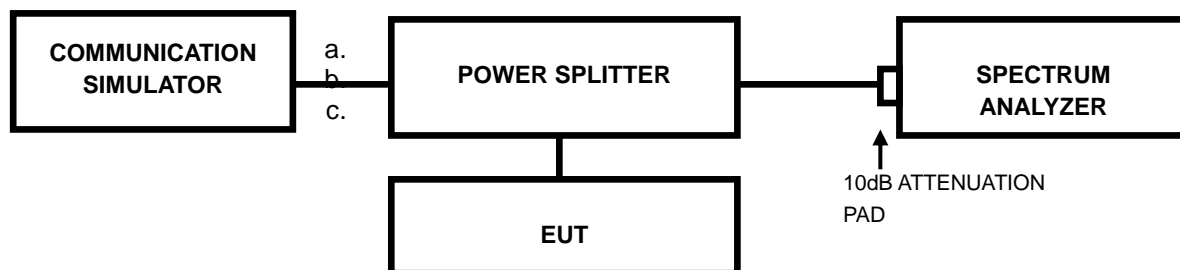 COMMUNICATION
SIMULATOR
a.
b.
c.
POWER SPLITTER
SPECTRUM
ANALYZER
10dB ATTENUATION
PAD
EUT